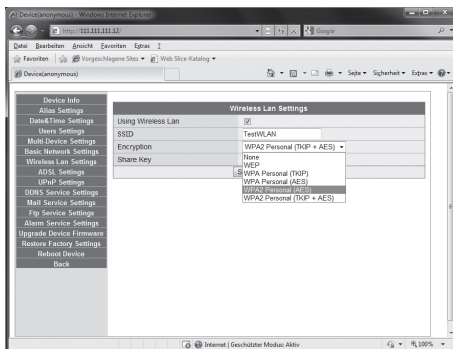 Device(anonymous) - Windows Internet Explorer
http://111.111.111.12/
Google
Datei Bearbeiten Ansicht Favoriten Extras ?
Favoriten Vorgeschlagene Sites Web Slice-Katalog
Device(anonymous)
Seite Sicherheit Extras
Device Info
Alias Settings
Date&Time Settings
Users Settings
Multi-Device Settings
Basic Network Settings
Wireless Lan Settings
ADSL Settings
UPnP Settings
DDNS Service Settings
Mail Service Settings
Ftp Service Settings
Alarm Service Settings
Upgrade Device Firmware
Restore Factory Settings
Reboot Device
Back
Wireless Lan Settings
Using Wireless Lan
SSID TestWLAN
Encryption WPA2 Personal (TKIP + AES)
Share Key
None
WEP
WPA Personal (TKIP)
WPA Personal (AES)
WPA2 Personal (AES)
WPA2 Personal (TKIP + AES)
Internet | Geschützter Modus: Aktiv
100%